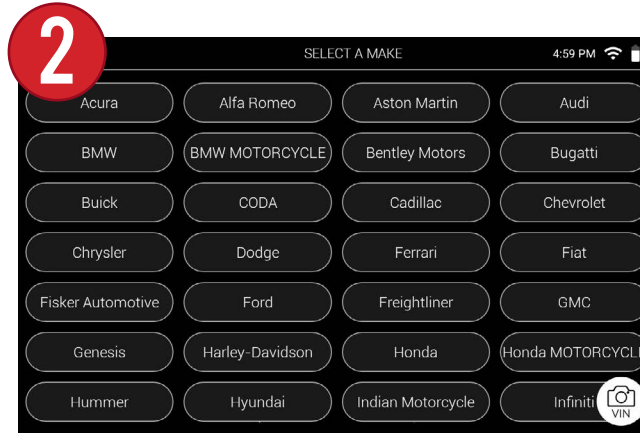 2
SELECT A MAKE 4:59 PM
Acura Alfa Romeo Aston Martin Audi
BMW BMW MOTORCYCLE Bentley Motors Bugatti
Buick CODA Cadillac Chevrolet
Chrysler Dodge Ferrari Fiat
Fisker Automotive Ford Freightliner GMC
Genesis Harley-Davidson Honda Honda MOTORCYCL
Hummer Hyundai Indian Motorcycle Infiniti
VIN